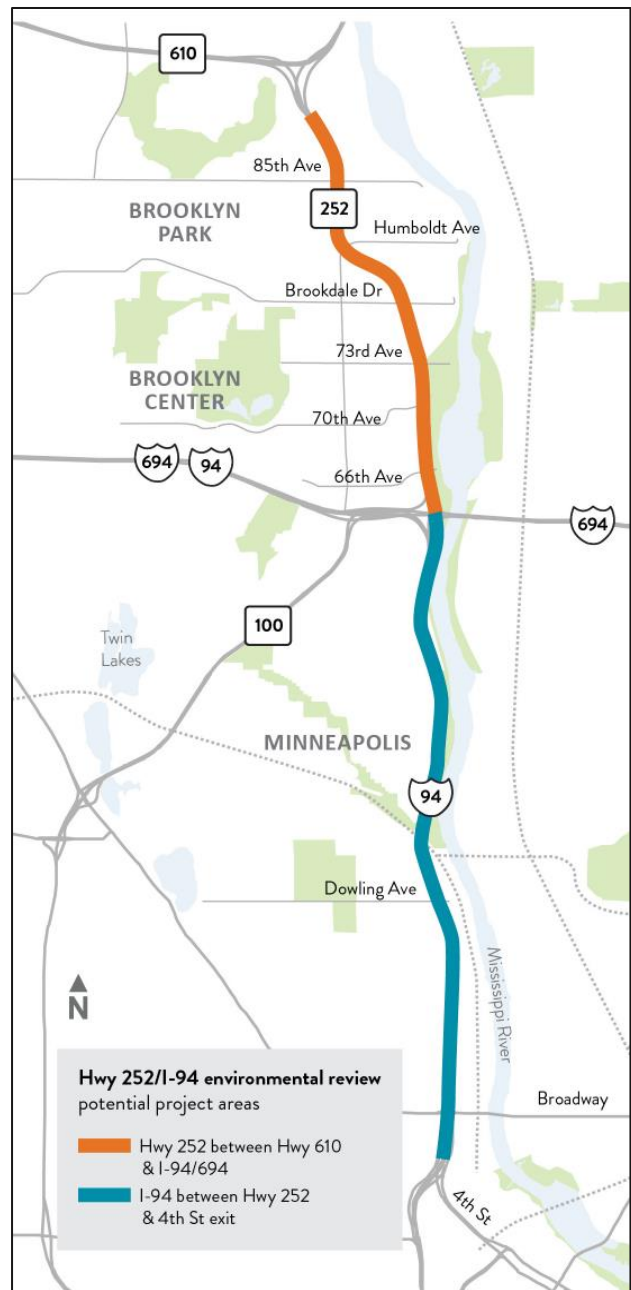 610
85th Ave
252
BROOKLYN
PARK
Humboldt Ave
Brookdale Dr
73rd Ave
BROOKLYN
CENTER
70th Ave
694
94
66th Ave
694
100
Twin
Lakes
MINNEAPOLIS
94
Dowling Ave
Mississippi River
N
Hwy 252/I-94 environmental review
potential project areas
Hwy 252 between Hwy 610
& I-94/694
I-94 between Hwy 252
& 4th St exit
Broadway
4th St